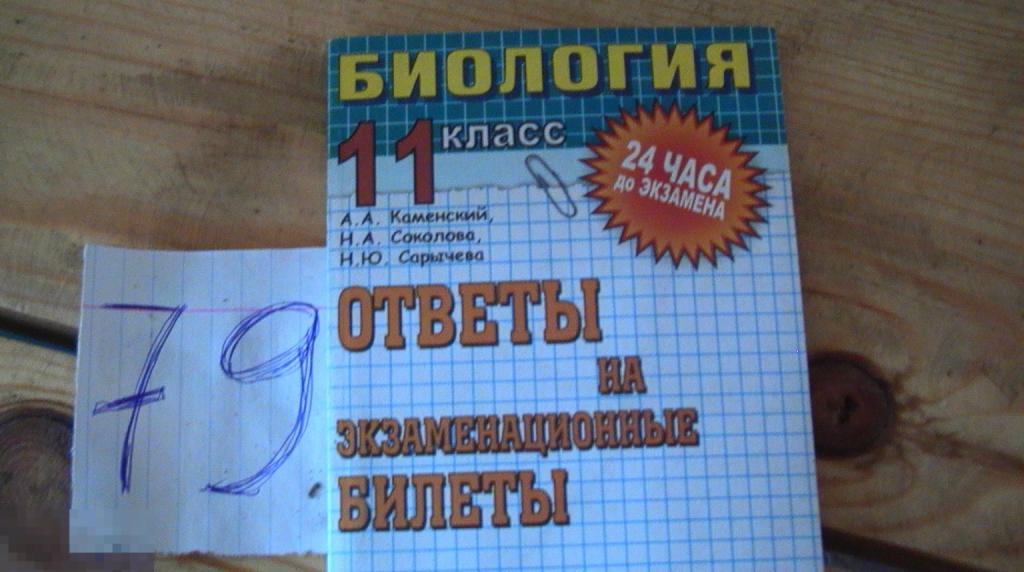 БИОЛОГИЯ
11 класс
24 ЧАСА
до ЭКЗАМЕНА
А.А. Каменский,
Н.А. Соколова,
Н.Ю. Сарычева
ОТВЕТЫ
НА
ЭКЗАМЕНАЦИОННЫЕ
БИЛЕТЫ
79